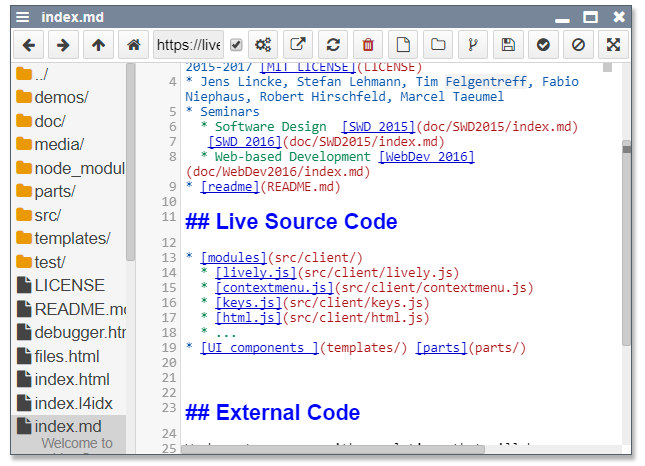 index.md
https://live
../
demos/
doc/
media/
node_modul
parts/
src/
templates/
test/
LICENSE
README.md
debugger.htm
files.html
index.html
index.l4idx
index.md
Welcome to
2015-2017 [MIT LICENSE](LICENSE)
4 * Jens Lincke, Stefan Lehmann, Tim Felgentreff, Fabio
Niephaus, Robert Hirschfeld, Marcel Taeumel
5 * Seminars
6 * Software Design [SWD 2015](doc/SWD2015/index.md)
7 [SWD 2016](doc/SWD2015/index.md)
8 * Web-based Development [WebDev 2016]
(doc/WebDev2016/index.md)
9 * [readme](README.md)
10
11 ## Live Source Code
12
13 * [modules](src/client/)
14 * [lively.js](src/client/lively.js)
15 * [contextmenu.js](src/client/contextmenu.js)
16 * [keys.js](src/client/keys.js)
17 * [html.js](src/client/html.js)
18 * ...
19 * [UI components ](templates/) [parts](parts/)
20
21
22
23 ## External Code
24
25